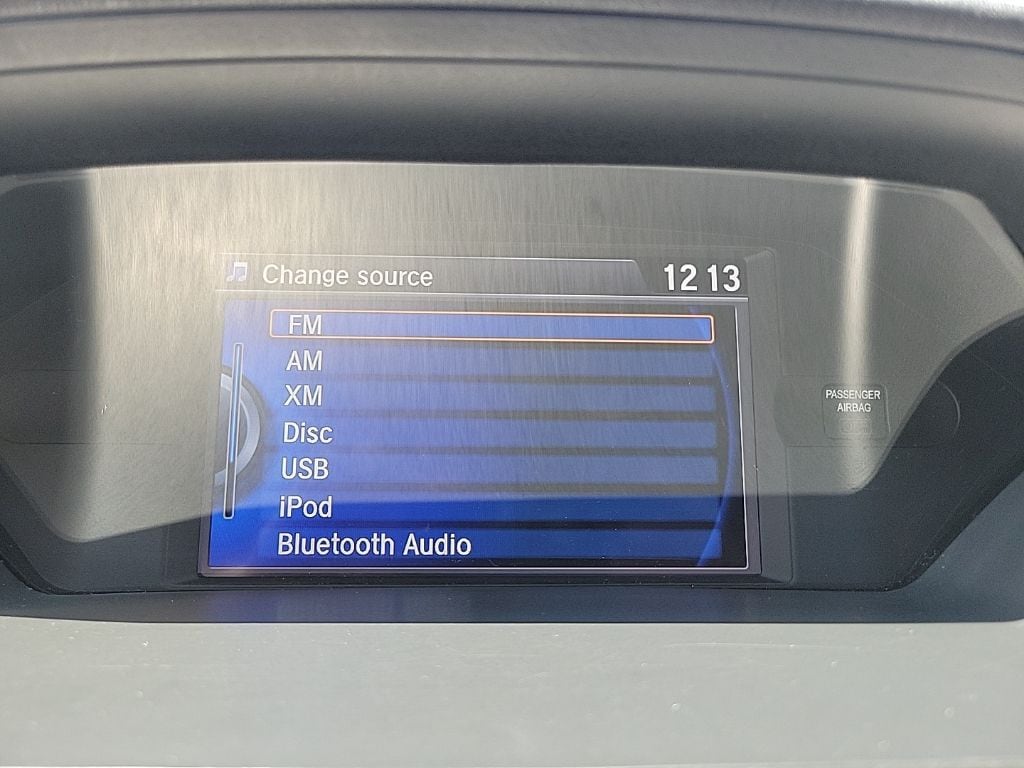 Change source
12 13
FM
AM
XM
Disc
USB
iPod
Bluetooth Audio
PASSENGER
AIRBAG